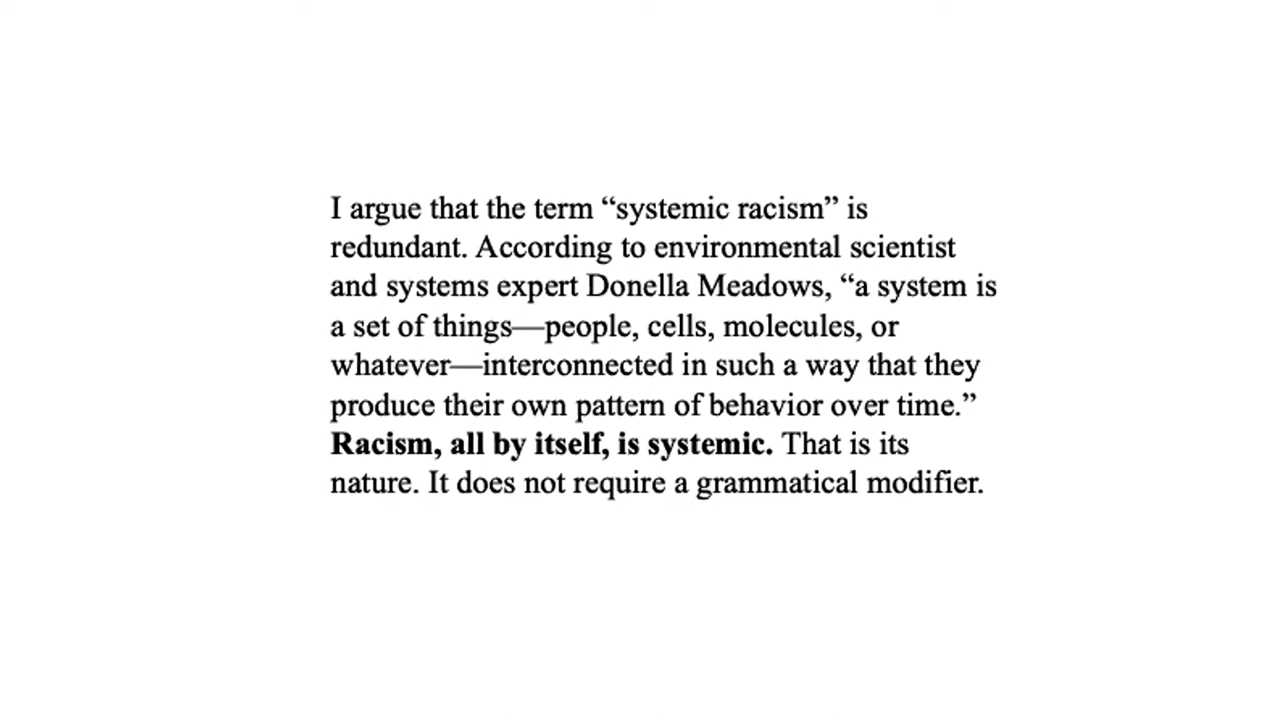 I argue that the term “systemic racism” is
redundant. According to environmental scientist
and systems expert Donella Meadows, “a system is
a set of things—people, cells, molecules, or
whatever—interconnected in such a way that they
produce their own pattern of behavior over time.”
Racism, all by itself, is systemic. That is its
nature. It does not require a grammatical modifier.